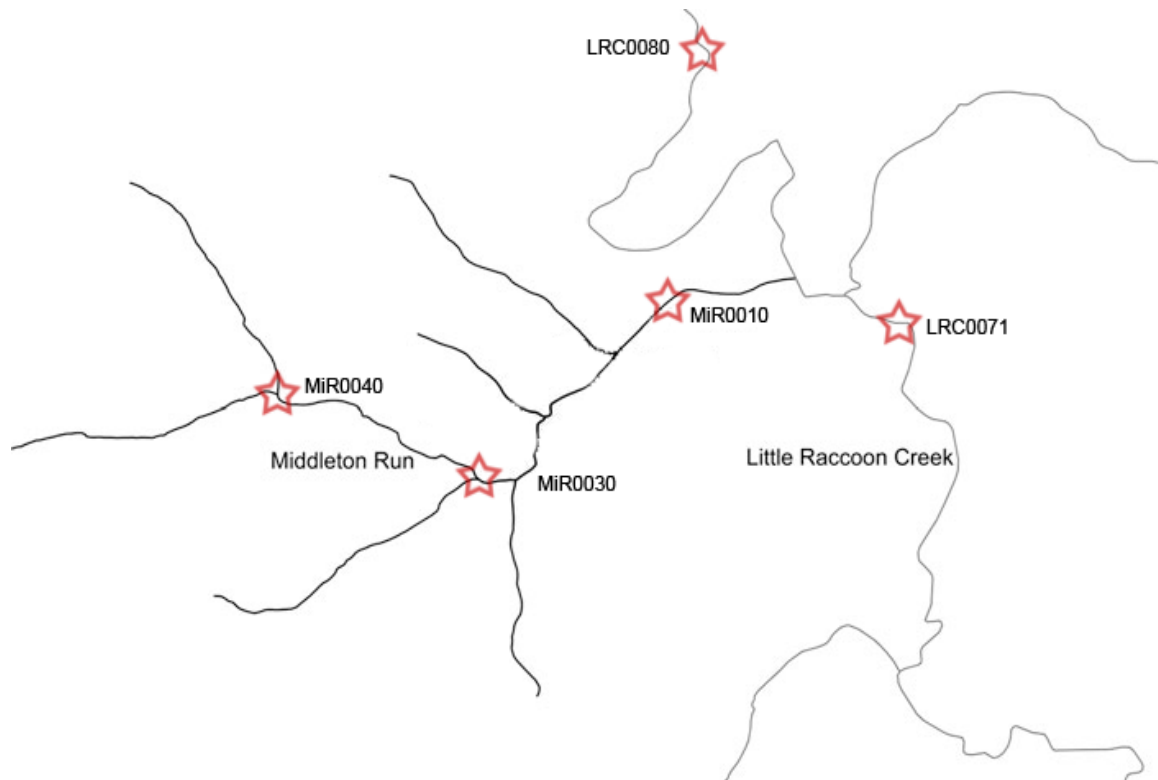 LRC0080
MiR0010
LRC0071
MiR0040
Middleton Run
Little Raccoon Creek
MiR0030